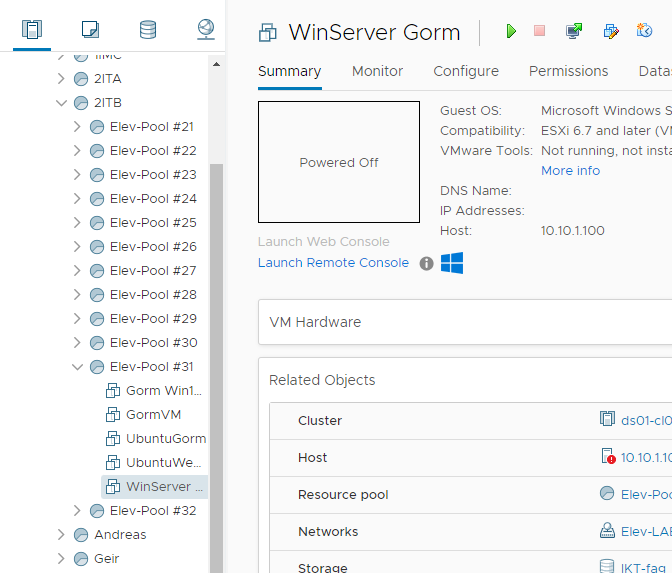 1IMC
2ITA
2ITB
Elev-Pool #21
Elev-Pool #22
Elev-Pool #23
Elev-Pool #24
Elev-Pool #25
Elev-Pool #26
Elev-Pool #27
Elev-Pool #28
Elev-Pool #29
Elev-Pool #30
Elev-Pool #31
Gorm Win1...
GormVM
UbuntuGorm
UbuntuWe...
WinServer ...
Elev-Pool #32
Andreas
Geir
WinServer Gorm
Summary Monitor Configure Permissions Datas
Powered Off
Launch Web Console
Launch Remote Console
Guest OS: Microsoft Windows S
Compatibility: ESXi 6.7 and later (VM
VMware Tools: Not running, not insta
More info
DNS Name:
IP Addresses:
Host: 10.10.1.100
VM Hardware
Related Objects
Cluster ds01-cl0
Host 10.10.1.10
Resource pool Elev-Poo
Networks Elev-LAB
Storage IKT-fag